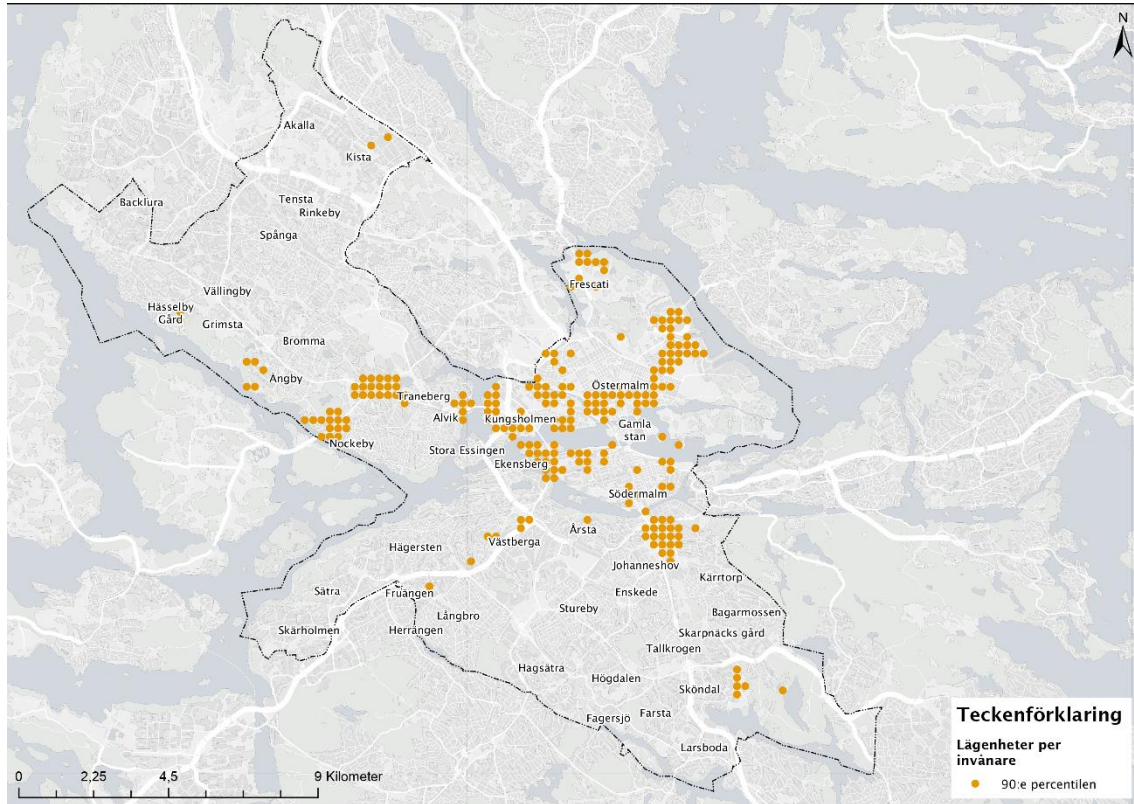 N
Akalla
Kista
Tensta
Rinkeby
Backlura
Spånga
Frescati
Vällingby
Hässelby
Gård
Grimsta
Bromma
Ängby
Östermalm
Traneberg
Alvik
Kungsholmen
Gamla
stan
Nockeby
Stora Essingen
Ekensberg
Södermalm
Årsta
Västberga
Hägersten
Johanneshov
Kärrtorp
Enskede
Sätra
Fruängen
Stureby
Bagarmossen
Långbro
Skärholmen
Herrängen
Skarpnäcks gård
Tallkrogen
Hagsätra
Högdalen
Sköndal
Fagersjö
Farsta
Larsboda
Teckenförklaring
Lägenheter per
invånare
90:e percentilen
0 2,25 4,5 9 Kilometer